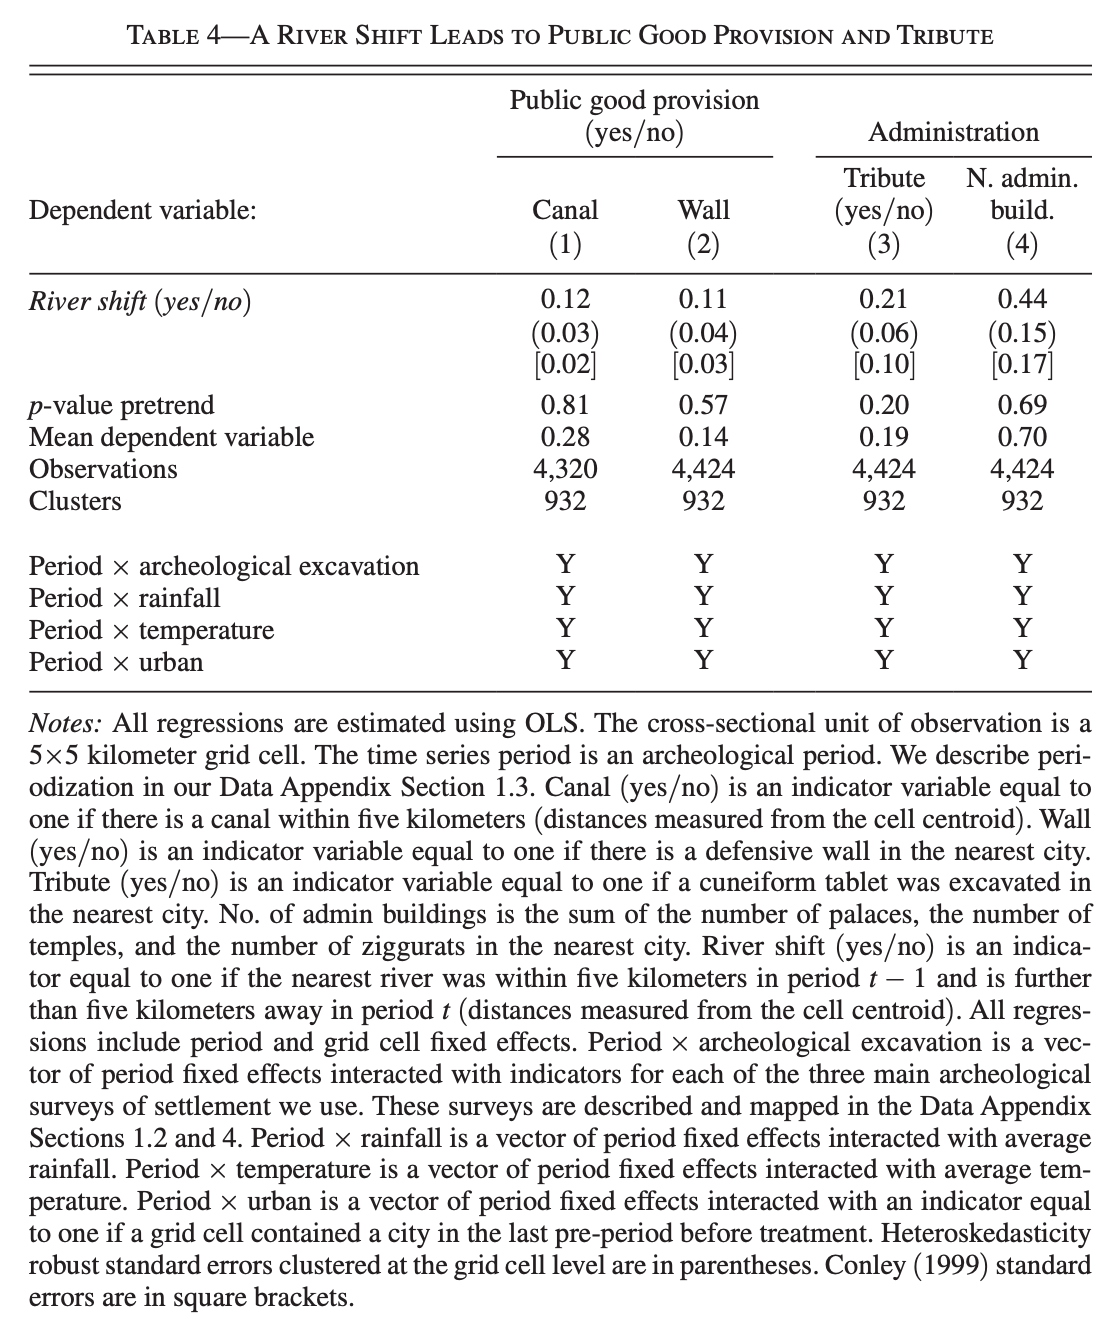 TABLE 4—A RIVER SHIFT LEADS TO PUBLIC GOOD PROVISION AND TRIBUTE
Public good provision
(yes/no) Administration
Dependent variable: Canal Wall Tribute (yes/no) N. admin. build.
(1) (2) (3) (4)
River shift (yes/no) 0.12 0.11 0.21 0.44
(0.03) (0.04) (0.06) (0.15)
[0.02] [0.03] [0.10] [0.17]
p-value pretrend 0.81 0.57 0.20 0.69
Mean dependent variable 0.28 0.14 0.19 0.70
Observations 4,320 4,424 4,424 4,424
Clusters 932 932 932 932
Period × archeological excavation Y Y Y Y
Period × rainfall Y Y Y Y
Period × temperature Y Y Y Y
Period × urban Y Y Y Y
Notes: All regressions are estimated using OLS. The cross-sectional unit of observation is a
5×5 kilometer grid cell. The time series period is an archeological period. We describe peri-
odization in our Data Appendix Section 1.3. Canal (yes/no) is an indicator variable equal to
one if there is a canal within five kilometers (distances measured from the cell centroid). Wall
(yes/no) is an indicator variable equal to one if there is a defensive wall in the nearest city.
Tribute (yes/no) is an indicator variable equal to one if a cuneiform tablet was excavated in
the nearest city. No. of admin buildings is the sum of the number of palaces, the number of
temples, and the number of ziggurats in the nearest city. River shift (yes/no) is an indica-
tor equal to one if the nearest river was within five kilometers in period t − 1 and is further
than five kilometers away in period t (distances measured from the cell centroid). All regres-
sions include period and grid cell fixed effects. Period × archeological excavation is a vec-
tor of period fixed effects interacted with indicators for each of the three main archeological
surveys of settlement we use. These surveys are described and mapped in the Data Appendix
Sections 1.2 and 4. Period × rainfall is a vector of period fixed effects interacted with average
rainfall. Period × temperature is a vector of period fixed effects interacted with average tem-
perature. Period × urban is a vector of period fixed effects interacted with an indicator equal
to one if a grid cell contained a city in the last pre-period before treatment. Heteroskedasticity
robust standard errors clustered at the grid cell level are in parentheses. Conley (1999) standard
errors are in square brackets.